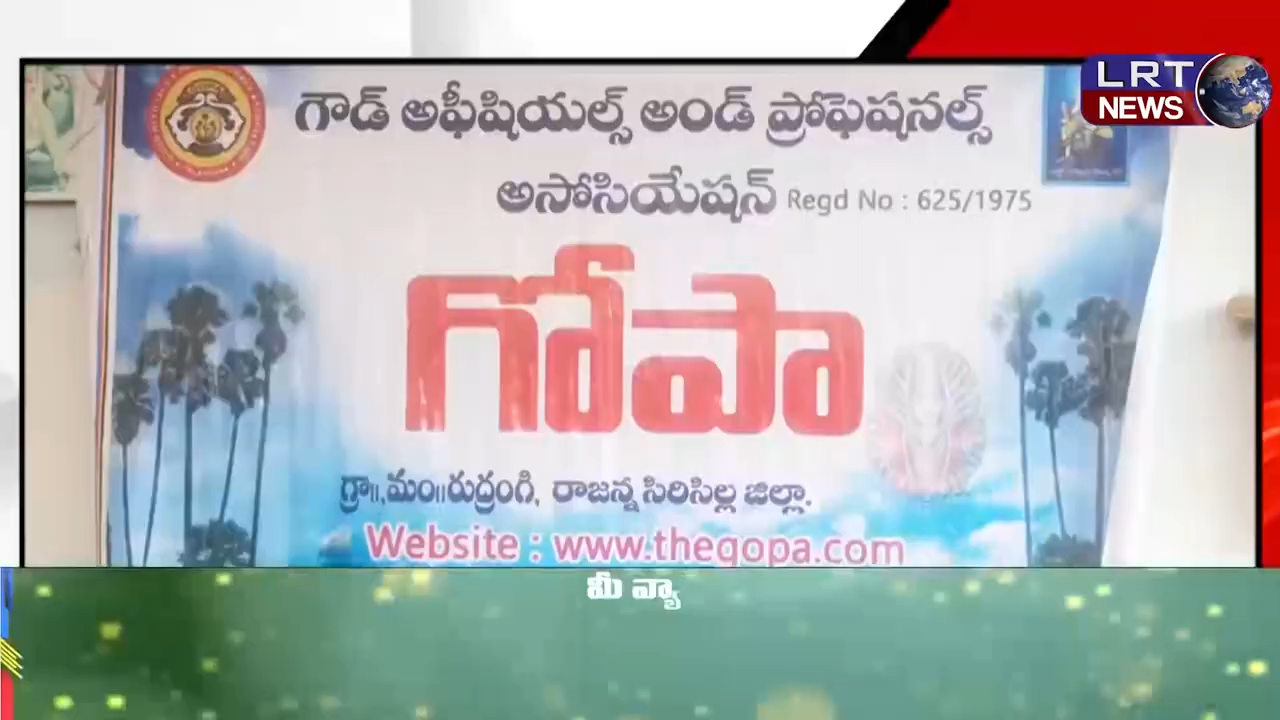 LRT
NEWS
గౌడ్ అఫీషియల్స్ అండ్ ప్రొఫెషనల్స్
అసోసియేషన్ Regd No : 625/1975
గోపా
గ్రా॥,మం॥రుద్రంగి, రాజన్న సిరిసిల్ల జిల్లా.
Website : www.thegopa.com
మీ వ్యా